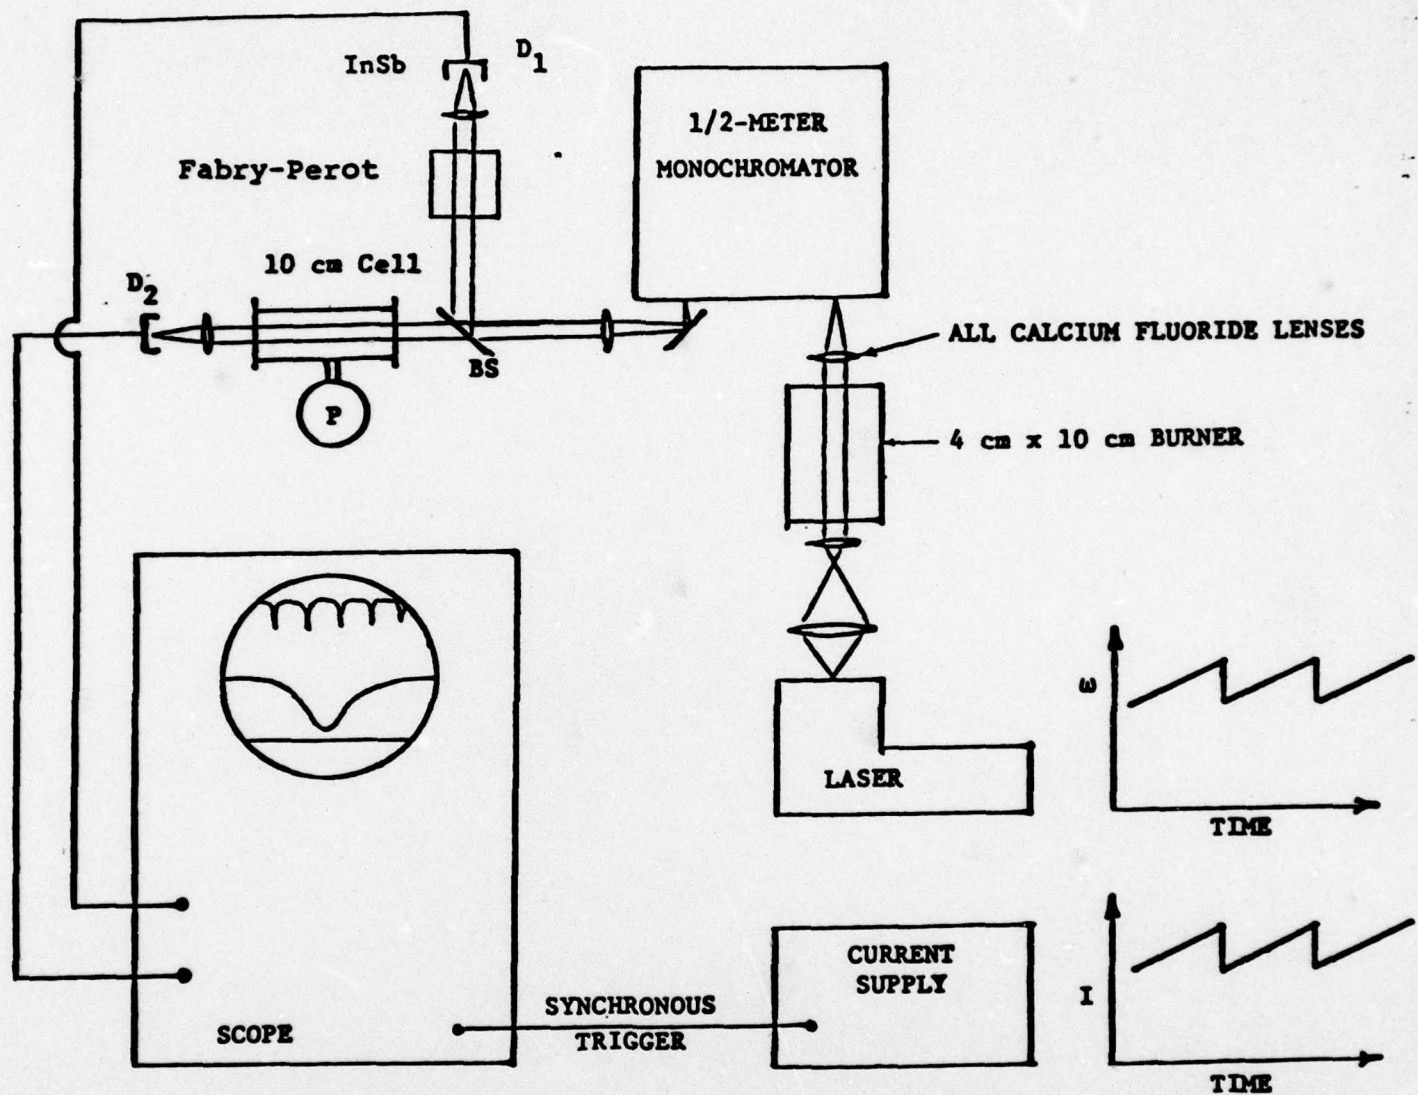 InSb
D1
1/2-METER
MONOCHROMATOR
Fabry-Perot
10 cm Cell
D2
BS
P
ALL CALCIUM FLUORIDE LENSES
4 cm x 10 cm BURNER
LASER
ω
TIME
CURRENT
SUPPLY
I
TIME
SYNCHRONOUS
TRIGGER
SCOPE